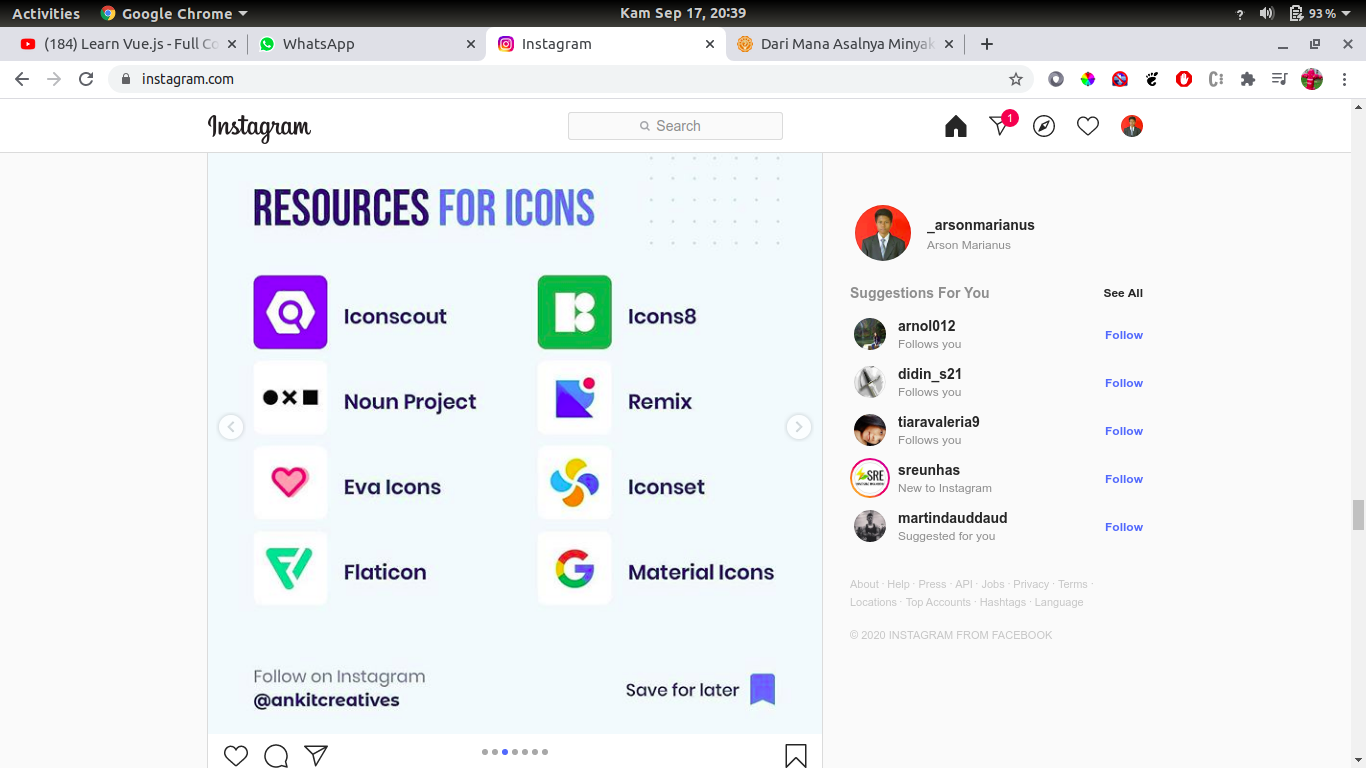 Activities Google Chrome Kam Sep 17, 20:39 ? 93 %
(184) Learn Vue.js - Full Co WhatsApp Instagram Dari Mana Asalnya Minyak
instagram.com
Instagram Search 1
RESOURCES FOR ICONS
Iconscout Icons8
Noun Project Remix
Eva Icons Iconset
Flaticon Material Icons
Follow on Instagram
@ankitcreatives
Save for later
_arsonmarianus
Arson Marianus
Suggestions For You See All
arnol012
Follows you
Follow
didin_s21
Follows you
Follow
tiaravaleria9
Follows you
Follow
SRE
sreunhas
New to Instagram
Follow
martindauddaud
Suggested for you
Follow
About · Help · Press · API · Jobs · Privacy · Terms ·
Locations · Top Accounts · Hashtags · Language
© 2020 INSTAGRAM FROM FACEBOOK